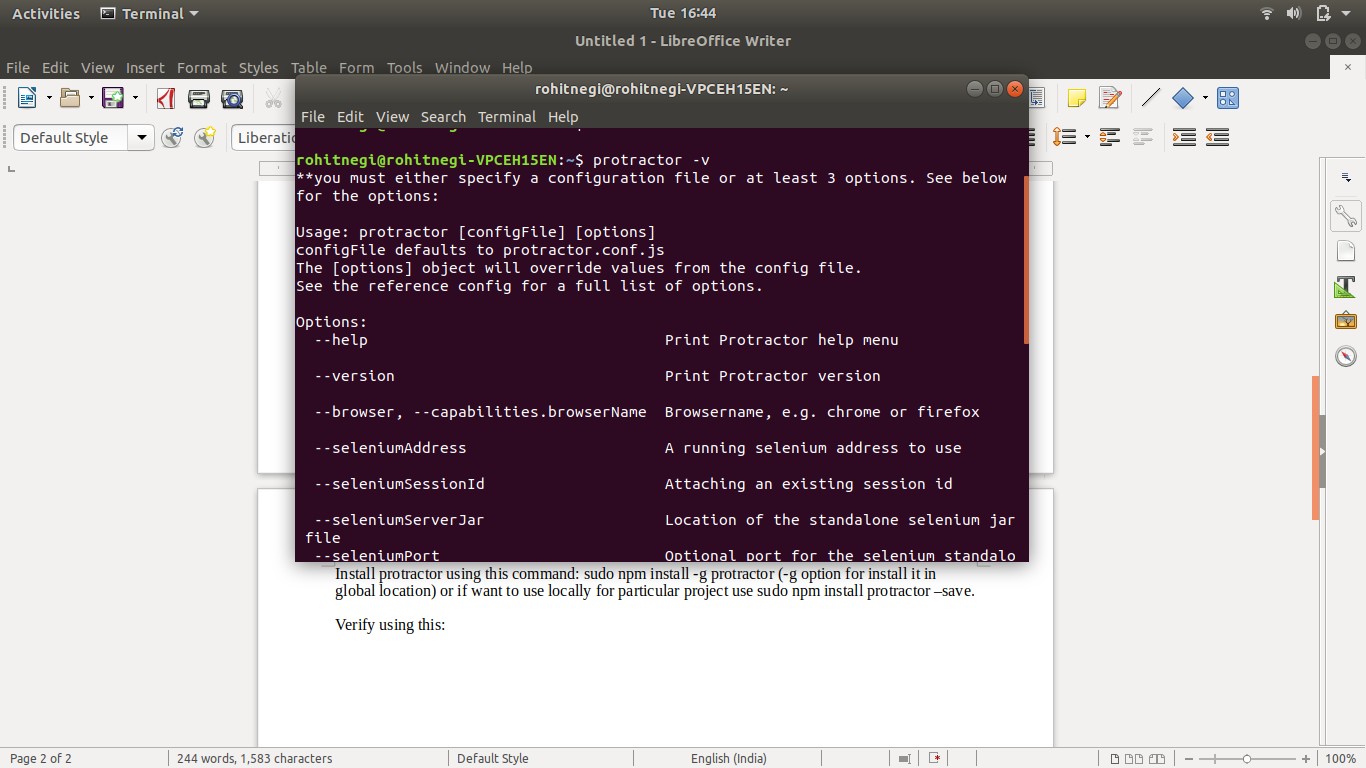 Activities Terminal Tue 16:44
Untitled 1 - LibreOffice Writer
File Edit View Insert Format Styles Table Form Tools Window Help
rohitnegi@rohitnegi-VPCEH15EN: ~
File Edit View Search Terminal Help
Default Style Liberatio
rohitnegi@rohitnegi-VPCEH15EN:~$ protractor -v
**you must either specify a configuration file or at least 3 options. See below
for the options:
Usage: protractor [configFile] [options]
configFile defaults to protractor.conf.js
The [options] object will override values from the config file.
See the reference config for a full list of options.
Options:
--help Print Protractor help menu
--version Print Protractor version
--browser, --capabilities.browserName Browsername, e.g. chrome or firefox
--seleniumAddress A running selenium address to use
--seleniumSessionId Attaching an existing session id
--seleniumServerJar Location of the standalone selenium jar
file
--seleniumPort Optional port for the selenium standalo
Install protractor using this command: sudo npm install -g protractor (-g option for install it in
global location) or if want to use locally for particular project use sudo npm install protractor –save.
Verify using this:
Page 2 of 2 244 words, 1,583 characters Default Style English (India) 100%